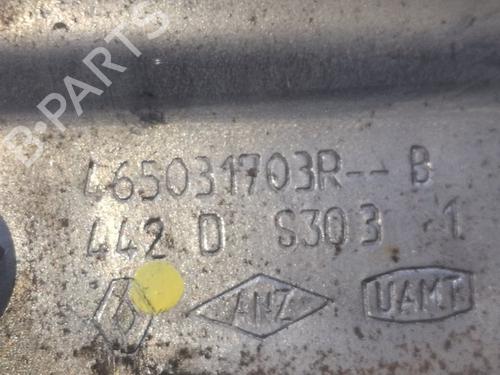 B-PARTS
465031703R--B
442 D S303 1
ANZ UAMT